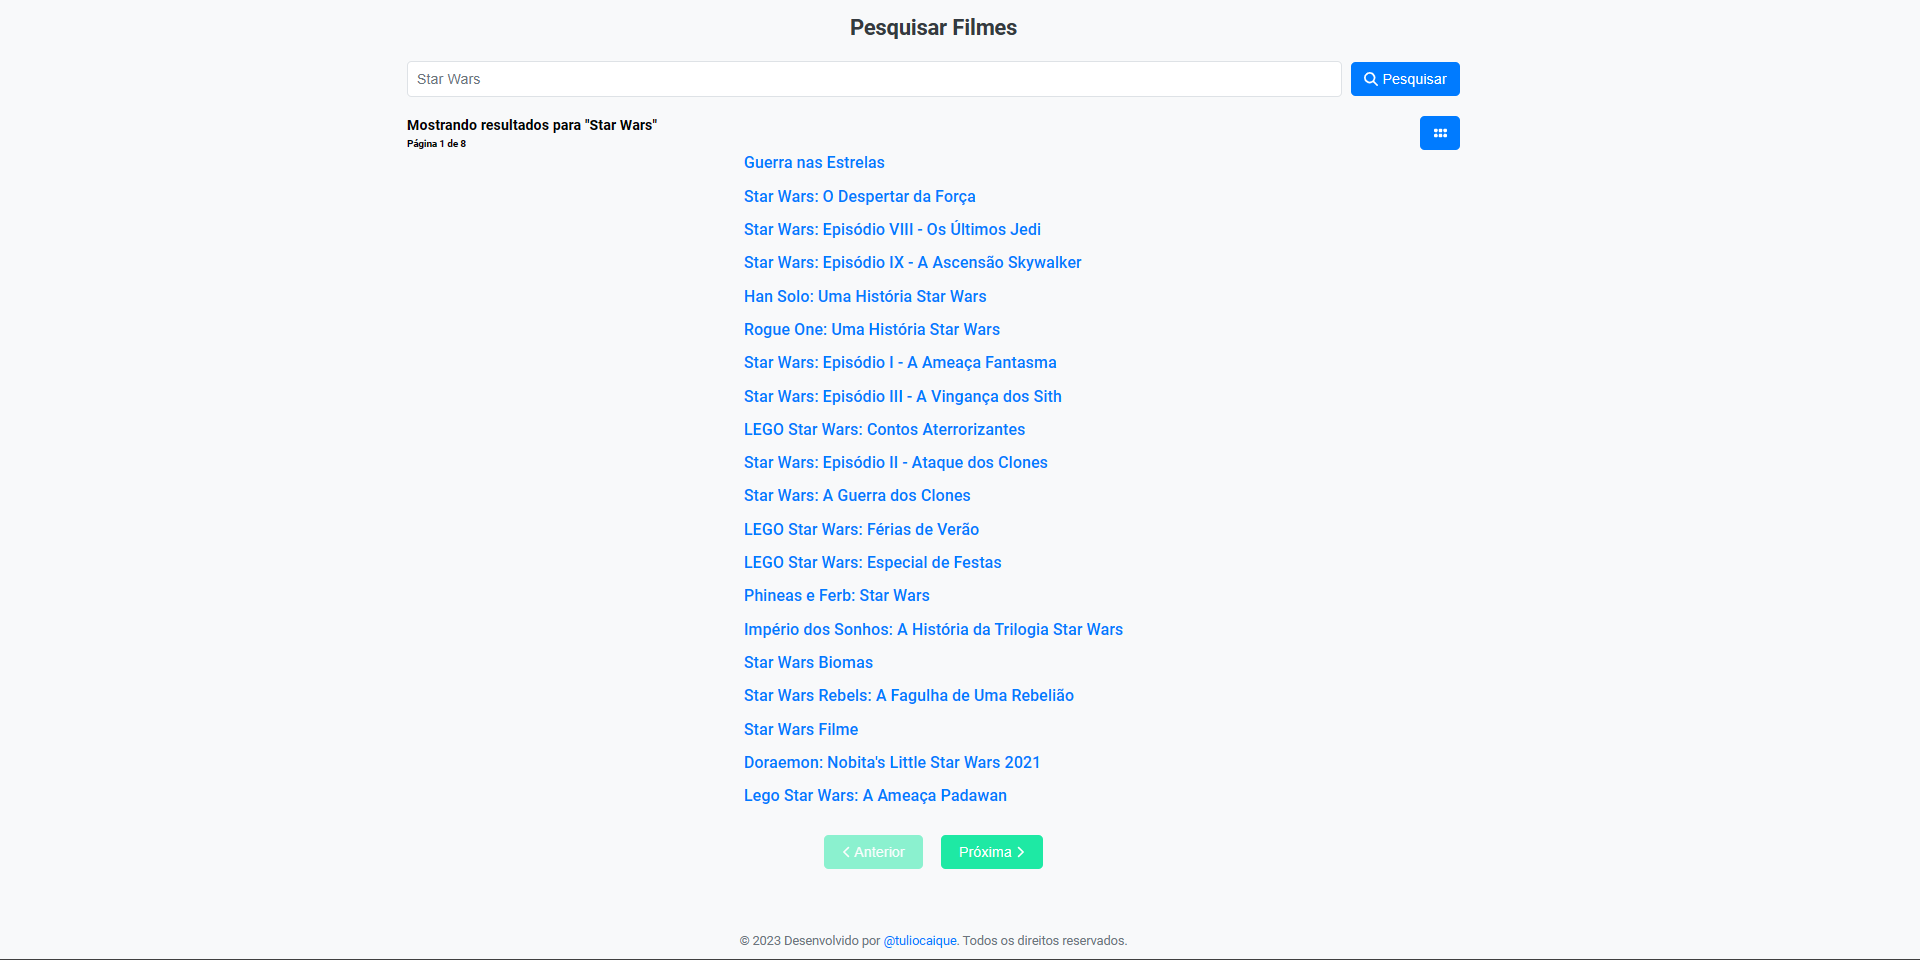 Pesquisar Filmes
Star Wars
Pesquisar
Mostrando resultados para "Star Wars"
Página 1 de 8
Guerra nas Estrelas
Star Wars: O Despertar da Força
Star Wars: Episódio VIII - Os Últimos Jedi
Star Wars: Episódio IX - A Ascensão Skywalker
Han Solo: Uma História Star Wars
Rogue One: Uma História Star Wars
Star Wars: Episódio I - A Ameaça Fantasma
Star Wars: Episódio III - A Vingança dos Sith
LEGO Star Wars: Contos Aterrorizantes
Star Wars: Episódio II - Ataque dos Clones
Star Wars: A Guerra dos Clones
LEGO Star Wars: Férias de Verão
LEGO Star Wars: Especial de Festas
Phineas e Ferb: Star Wars
Império dos Sonhos: A História da Trilogia Star Wars
Star Wars Biomas
Star Wars Rebels: A Fagulha de Uma Rebelião
Star Wars Filme
Doraemon: Nobita's Little Star Wars 2021
Lego Star Wars: A Ameaça Padawan
Anterior
Próxima
© 2023 Desenvolvido por @tuliocaique. Todos os direitos reservados.